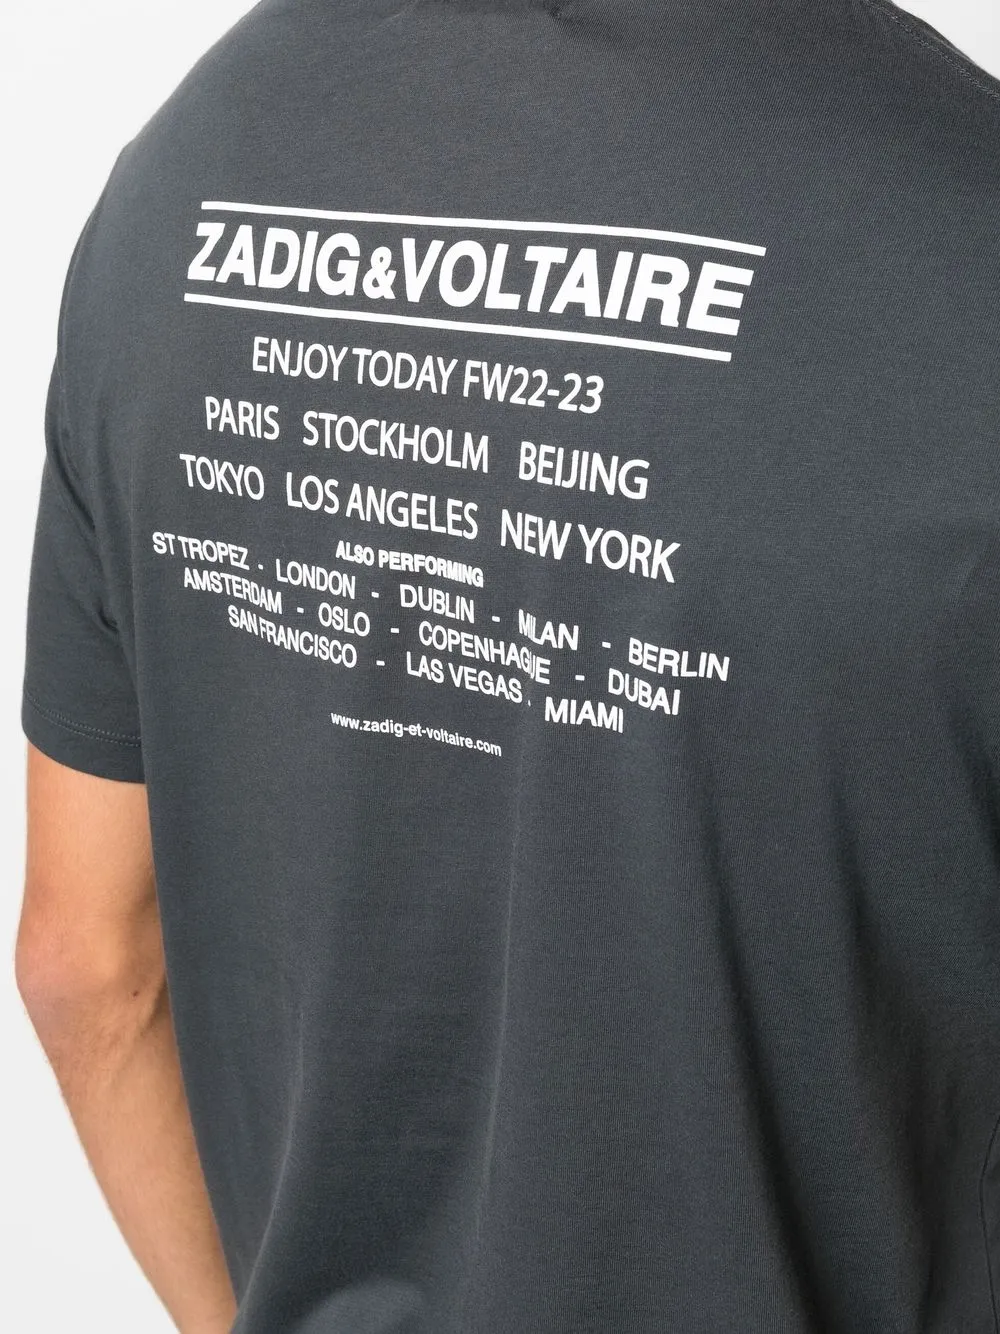 ZADIG&VOLTAIRE
ENJOY TODAY FW22-23
PARIS STOCKHOLM BEIJING
TOKYO LOS ANGELES NEW YORK
ALSO PERFORMING
ST TROPEZ - LONDON - DUBLIN - MILAN - BERLIN
AMSTERDAM - OSLO - COPENHAGUE - DUBAI
SAN FRANCISCO - LAS VEGAS - MIAMI
www.zadig-et-voltaire.com